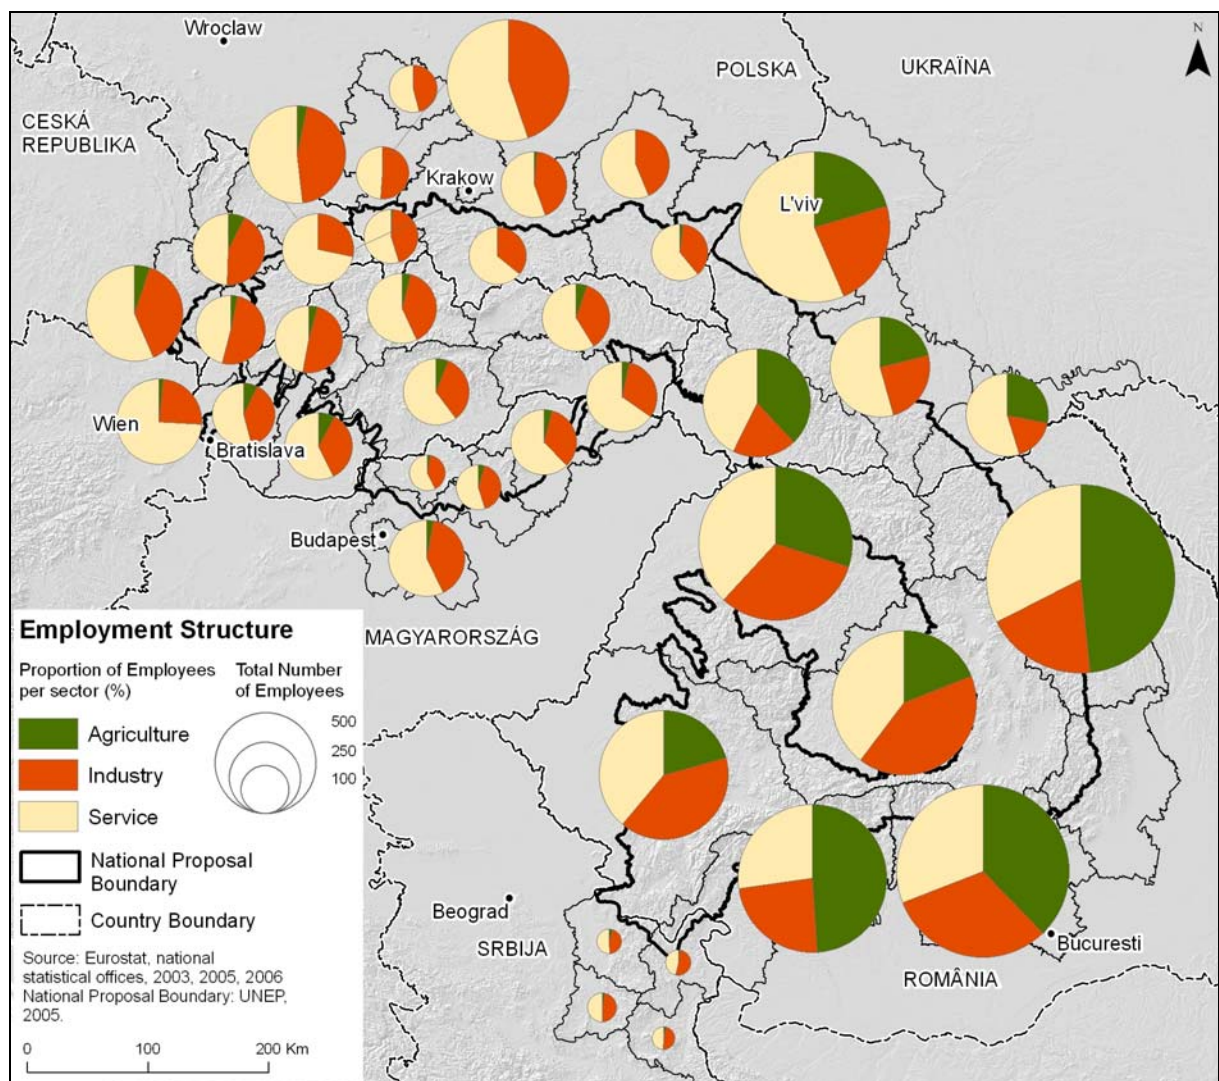 Wroclaw
N
POLSKA
UKRAÏNA
CESKÁ
REPUBLIKA
Krakow
L'viv
Wien
Bratislava
Budapest
MAGYARORSZÁG
Employment Structure
Proportion of Employees
per sector (%)
Total Number
of Employees
500
250
100
Agriculture
Industry
Service
National Proposal
Boundary
Country Boundary
Source: Eurostat, national
statistical offices, 2003, 2005, 2006
National Proposal Boundary: UNEP,
2005.
0 100 200 Km
Beograd
SRBIJA
Bucuresti
ROMÂNIA